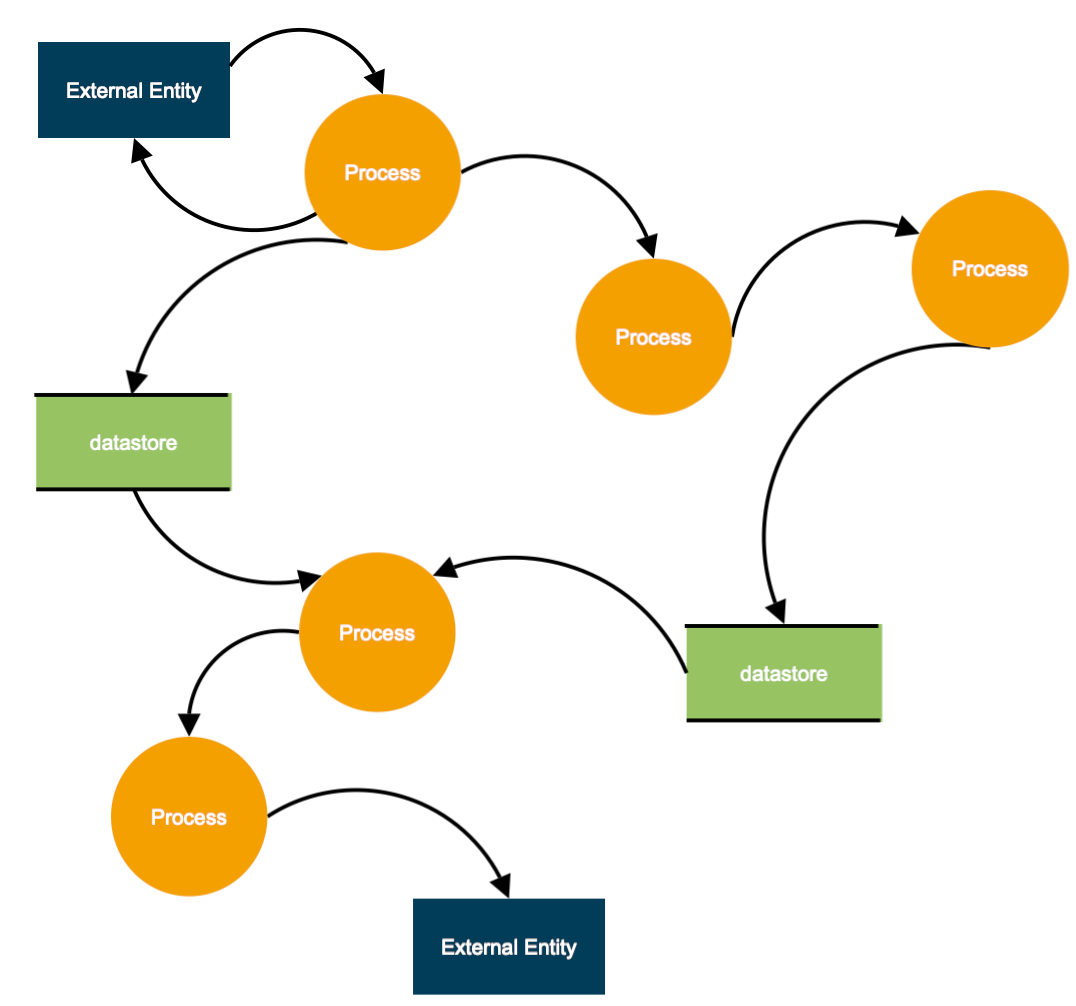 External Entity
Process
Process
Process
datastore
Process
datastore
Process
External Entity